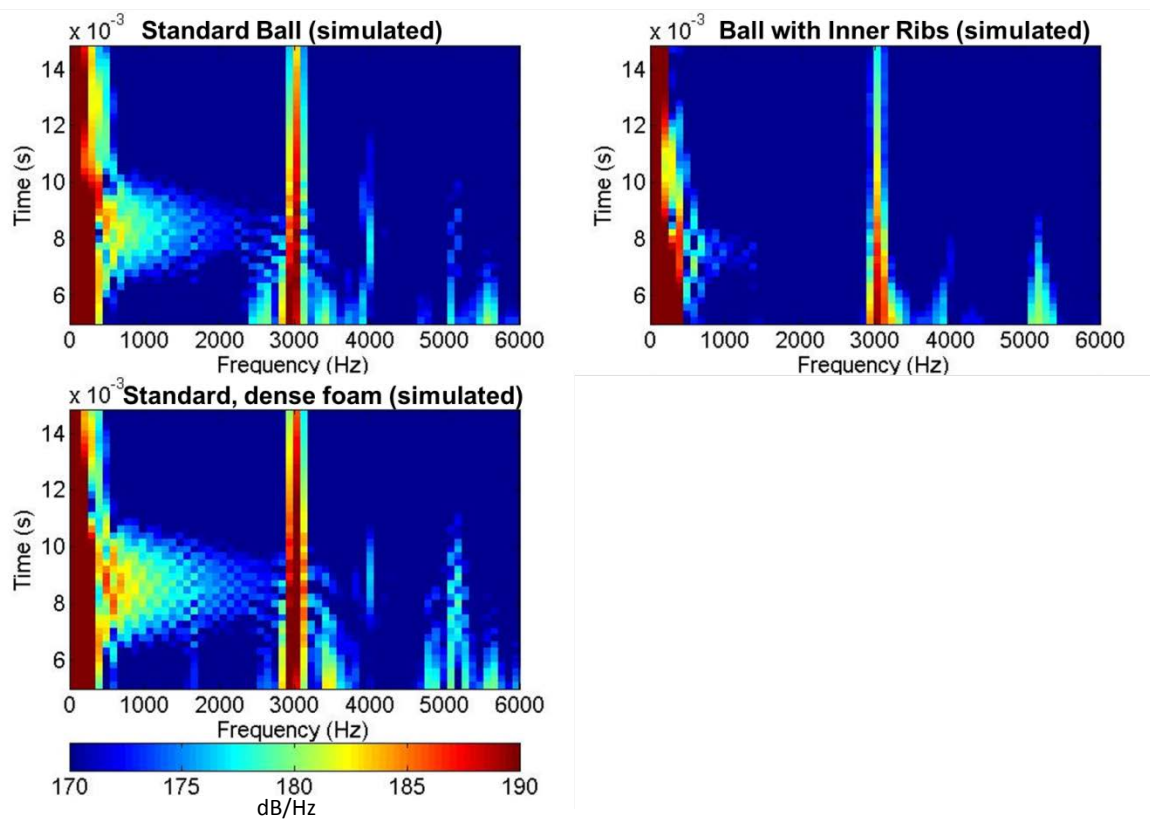 x 10-3 Standard Ball (simulated)
14
12
10
8
6
Time (s)
0 1000 2000 3000 4000 5000 6000
Frequency (Hz)
x 10-3 Ball with Inner Ribs (simulated)
14
12
10
8
6
Time (s)
0 1000 2000 3000 4000 5000 6000
Frequency (Hz)
x 10-3 Standard, dense foam (simulated)
14
12
10
8
6
Time (s)
0 1000 2000 3000 4000 5000 6000
Frequency (Hz)
170 175 180 185 190
dB/Hz